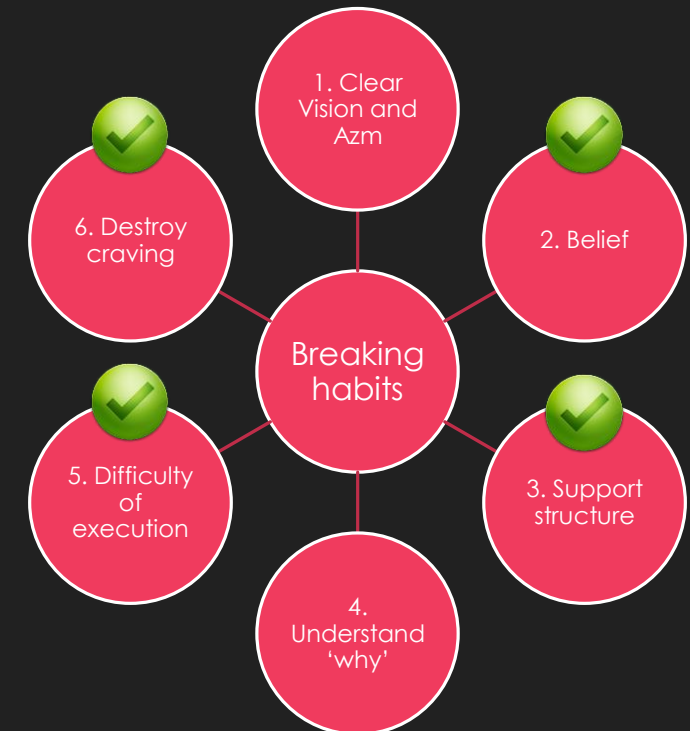 1. Clear
Vision and
Azm
6. Destroy
craving
2. Belief
Breaking
habits
5. Difficulty
of
execution
3. Support
structure
4.
Understand
‘why’